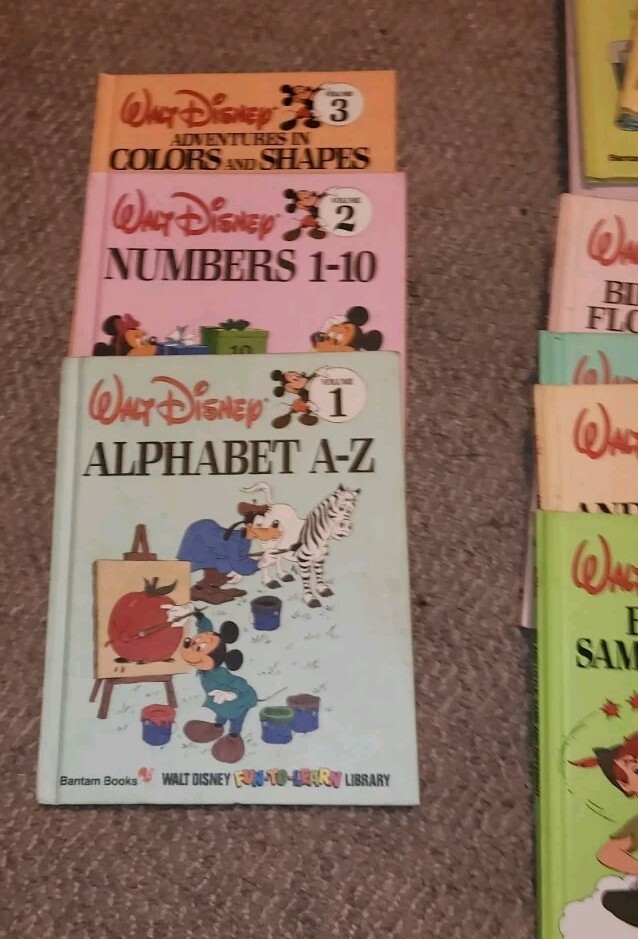 WALT DISNEY VOLUME 3
ADVENTURES IN
COLORS AND SHAPES
WALT DISNEY VOLUME 2
NUMBERS 1-10
10
WALT DISNEY VOLUME 1
ALPHABET A-Z
Bantam Books WALT DISNEY FUN-TO-LEARN LIBRARY